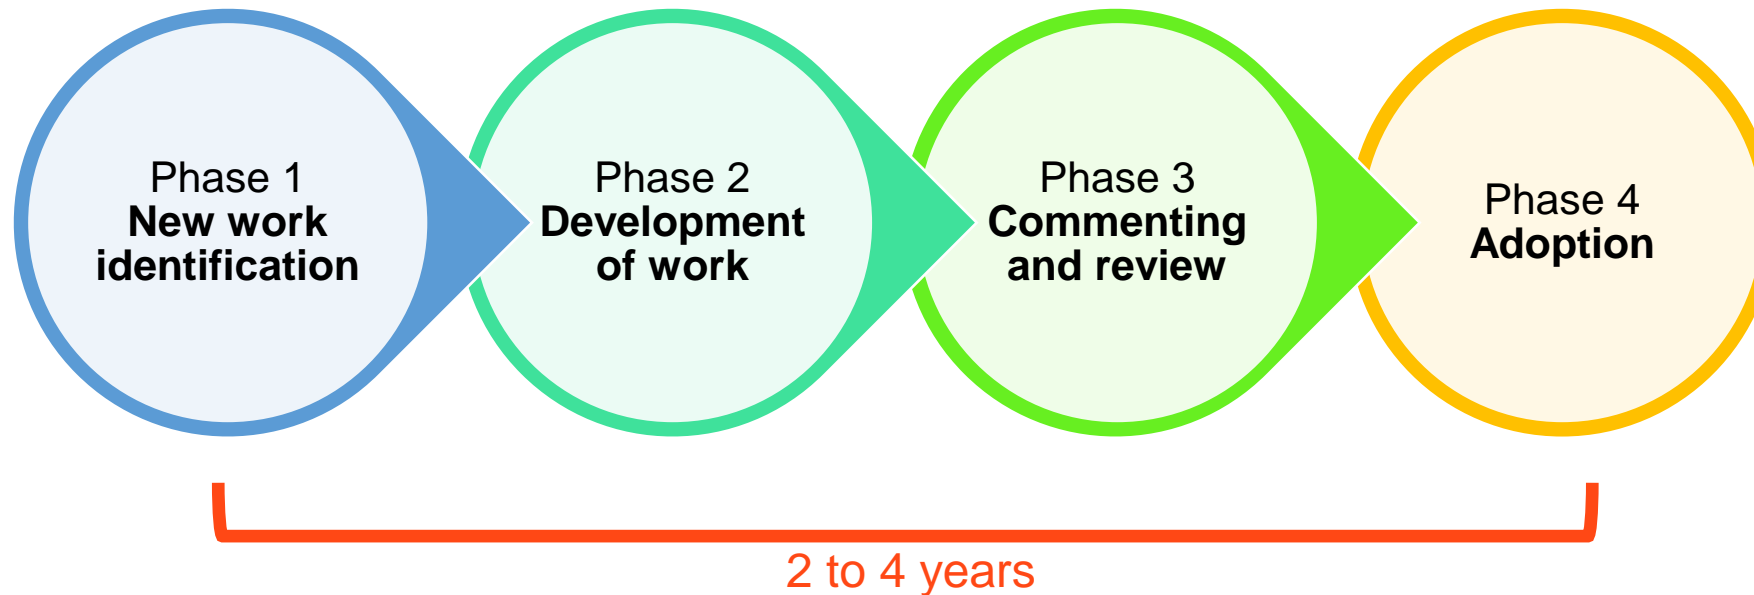 Phase 1
New work
identification
Phase 2
Development
of work
Phase 3
Commenting
and review
Phase 4
Adoption
2 to 4 years